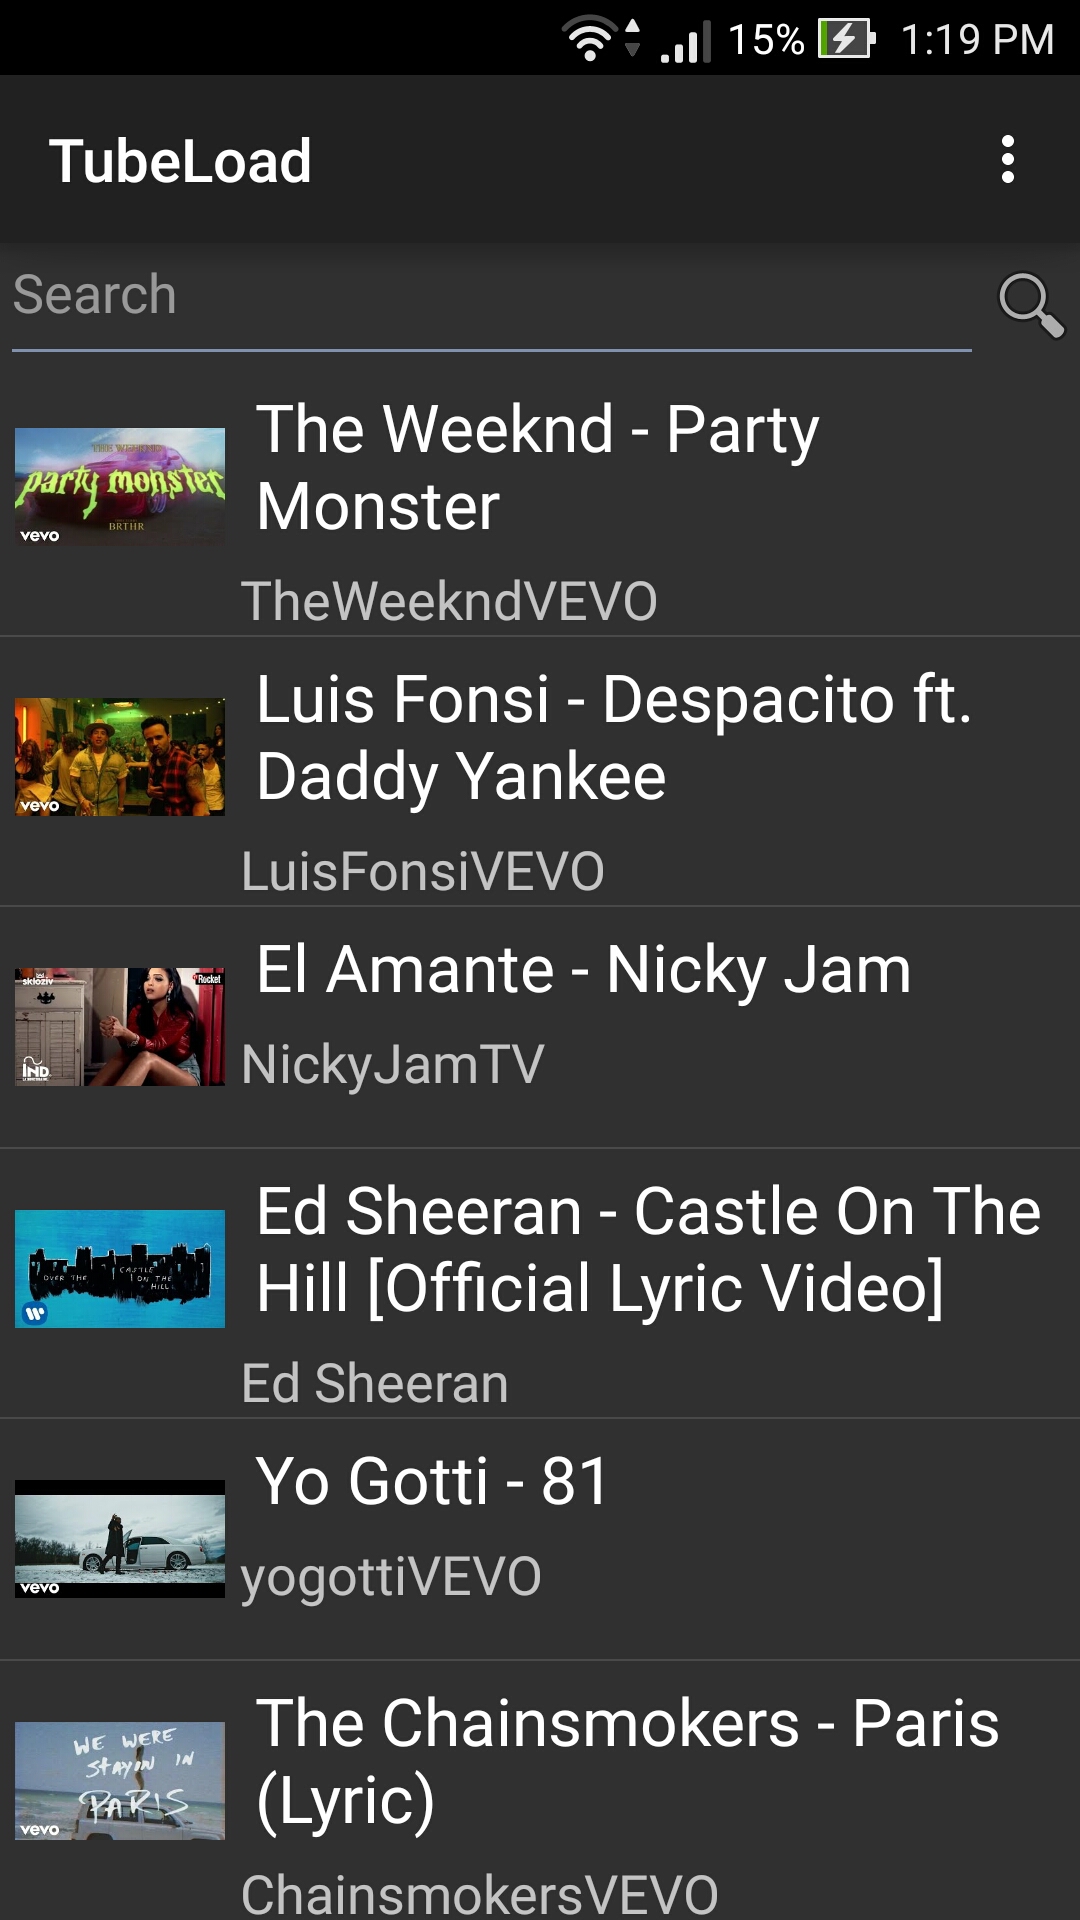 15% 1:19 PM
TubeLoad
Search
The Weeknd - Party
Monster
THE WEEKND
party monster
BRTHR
vevo
TheWeekndVEVO
Luis Fonsi - Despacito ft.
Daddy Yankee
vevo
LuisFonsiVEVO
El Amante - Nicky Jam
skloziv
Rocket
IND.
NickyJamTV
Ed Sheeran - Castle On The
Hill [Official Lyric Video]
OVER THE CASTLE
ON THE
HILL
Ed Sheeran
Yo Gotti - 81
vevo
yogottiVEVO
The Chainsmokers - Paris
(Lyric)
WE WERE
STAYIN IN
PARIS
vevo
ChainsmokersVEVO